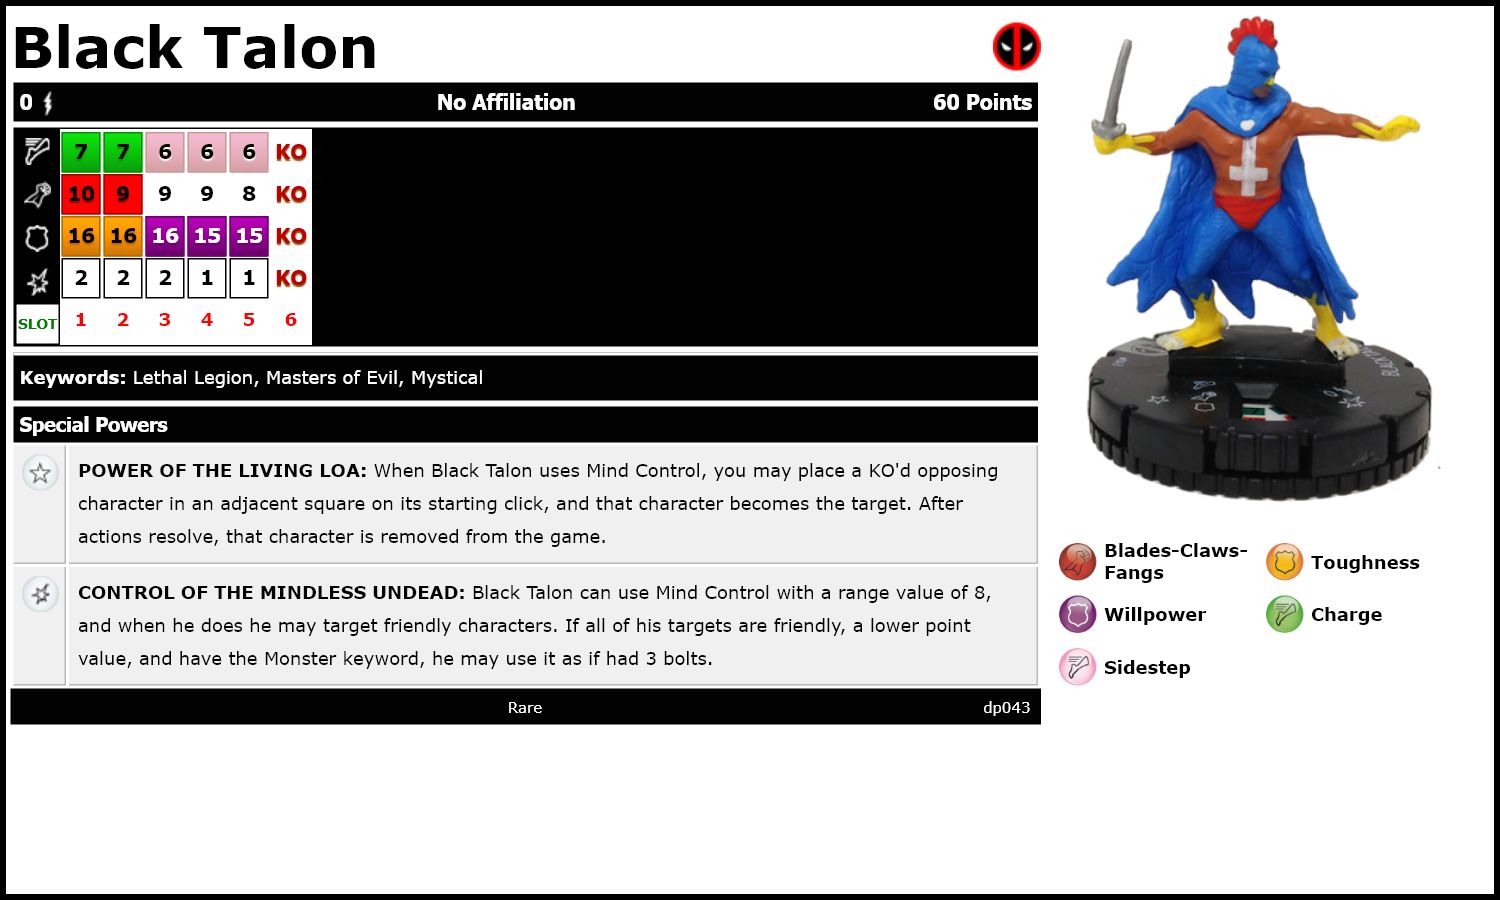 Black Talon
0 No Affiliation 60 Points
7 7 6 6 6 KO
10 9 9 9 8 KO
16 16 16 15 15 KO
2 2 2 1 1 KO
SLOT 1 2 3 4 5 6
Keywords: Lethal Legion, Masters of Evil, Mystical
Special Powers
POWER OF THE LIVING LOA: When Black Talon uses Mind Control, you may place a KO'd opposing
character in an adjacent square on its starting click, and that character becomes the target. After
actions resolve, that character is removed from the game.
CONTROL OF THE MINDLESS UNDEAD: Black Talon can use Mind Control with a range value of 8,
and when he does he may target friendly characters. If all of his targets are friendly, a lower point
value, and have the Monster keyword, he may use it as if had 3 bolts.
Rare dp043
Blades-Claws-
Fangs
Toughness
Willpower
Charge
Sidestep